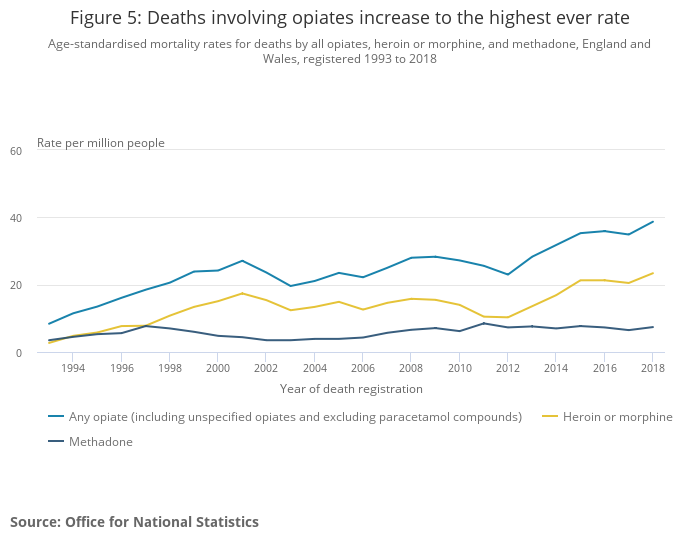 Figure 5: Deaths involving opiates increase to the highest ever rate
Age-standardised mortality rates for deaths by all opiates, heroin or morphine, and methadone, England and
Wales, registered 1993 to 2018
Rate per million people
60
40
20
0
1994 1996 1998 2000 2002 2004 2006 2008 2010 2012 2014 2016 2018
Year of death registration
Any opiate (including unspecified opiates and excluding paracetamol compounds) Heroin or morphine
Methadone
Source: Office for National Statistics